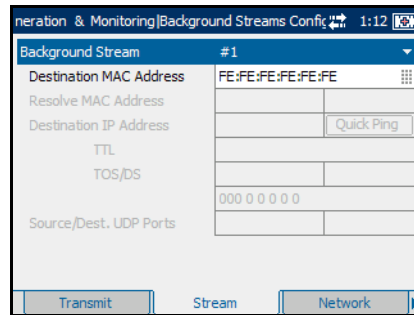 neration & Monitoring|Background Streams Config 1:12
Background Stream #1
Destination MAC Address FE:FE:FE:FE:FE:FE
Resolve MAC Address
Destination IP Address Quick Ping
TTL
TOS/DS
000 0 0 0 0 0
Source/Dest. UDP Ports
Transmit Stream Network